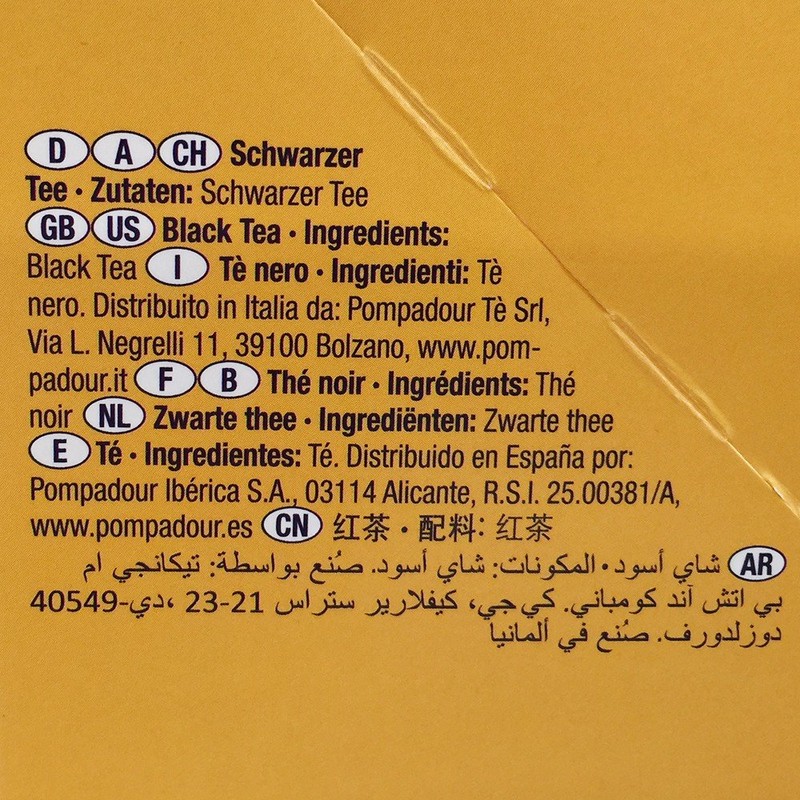 D A CH Schwarzer
Tee · Zutaten: Schwarzer Tee
GB US Black Tea · Ingredients:
Black Tea I Tè nero · Ingredienti: Tè
nero. Distribuito in Italia da: Pompadour Tè Srl,
Via L. Negrelli 11, 39100 Bolzano, www.pom-
padour.it F B Thé noir · Ingrédients: Thé
noir NL Zwarte thee · Ingrediënten: Zwarte thee
E Té · Ingredientes: Té. Distribuido en España por:
Pompadour Ibérica S.A., 03114 Alicante, R.S.I. 25.00381/A,
www.pompadour.es CN 红茶 · 配料: 红茶
AR شاي أسود • المكونات: شاي أسود. صُنع بواسطة: تيكانجي ام
بي اتش آند كومباني. كي جي، كيفلارير ستراس 21-23 ،دي-40549
دوزلدورف. صُنع في ألمانيا